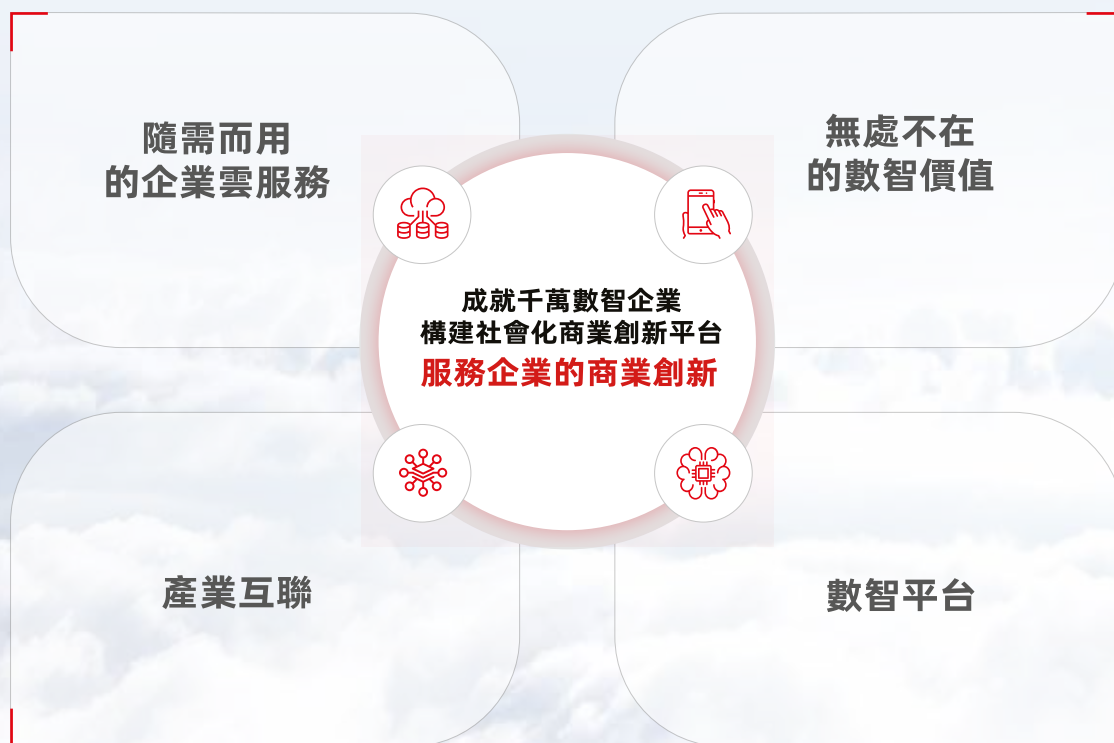 隨需而用
的企業雲服務
無處不在
的數智價值
成就千萬數智企業
構建社會化商業創新平台
服務企業的商業創新
產業互聯
數智平台